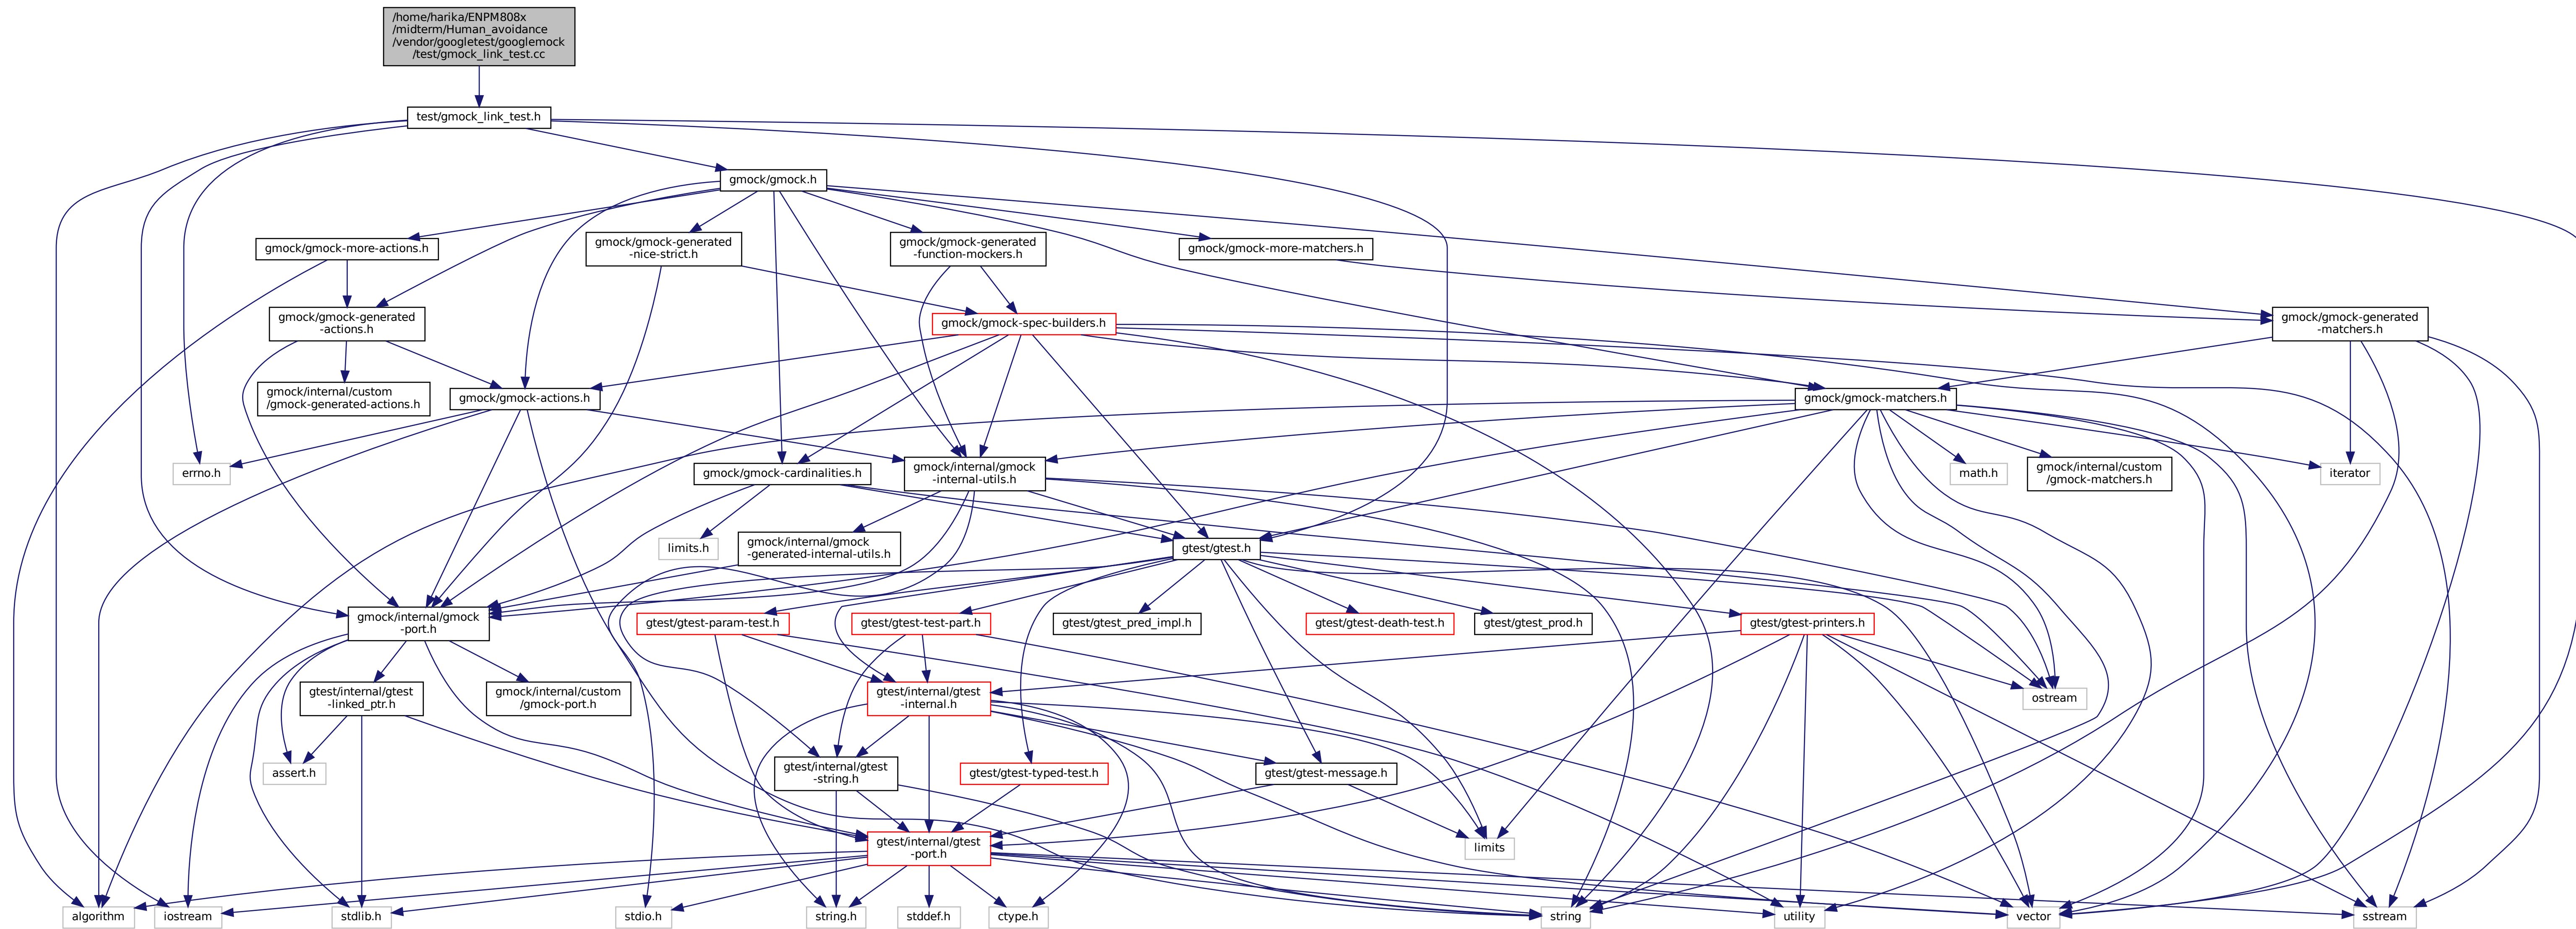 /home/harika/ENPM808x
/midterm/Human_avoidance
/vendor/googletest/googlemock
/test/gmock_link_test.cc
test/gmock_link_test.h
gmock/gmock.h
gmock/gmock-more-actions.h
gmock/gmock-generated
-nice-strict.h
gmock/gmock-generated
-function-mockers.h
gmock/gmock-more-matchers.h
gmock/gmock-generated
-actions.h
gmock/gmock-spec-builders.h
gmock/gmock-generated
-matchers.h
gmock/internal/custom
/gmock-generated-actions.h
gmock/gmock-actions.h
gmock/gmock-matchers.h
errno.h
gmock/gmock-cardinalities.h
gmock/internal/gmock
-internal-utils.h
math.h
gmock/internal/custom
/gmock-matchers.h
iterator
limits.h
gmock/internal/gmock
-generated-internal-utils.h
gtest/gtest.h
gmock/internal/gmock
-port.h
gtest/gtest-param-test.h
gtest/gtest-test-part.h
gtest/gtest_pred_impl.h
gtest/gtest-death-test.h
gtest/gtest_prod.h
gtest/gtest-printers.h
gtest/internal/gtest
-linked_ptr.h
gmock/internal/custom
/gmock-port.h
gtest/internal/gtest
-internal.h
ostream
assert.h
gtest/internal/gtest
-string.h
gtest/gtest-typed-test.h
gtest/gtest-message.h
gtest/internal/gtest
-port.h
limits
algorithm
iostream
stdlib.h
stdio.h
string.h
stddef.h
ctype.h
string
utility
vector
sstream